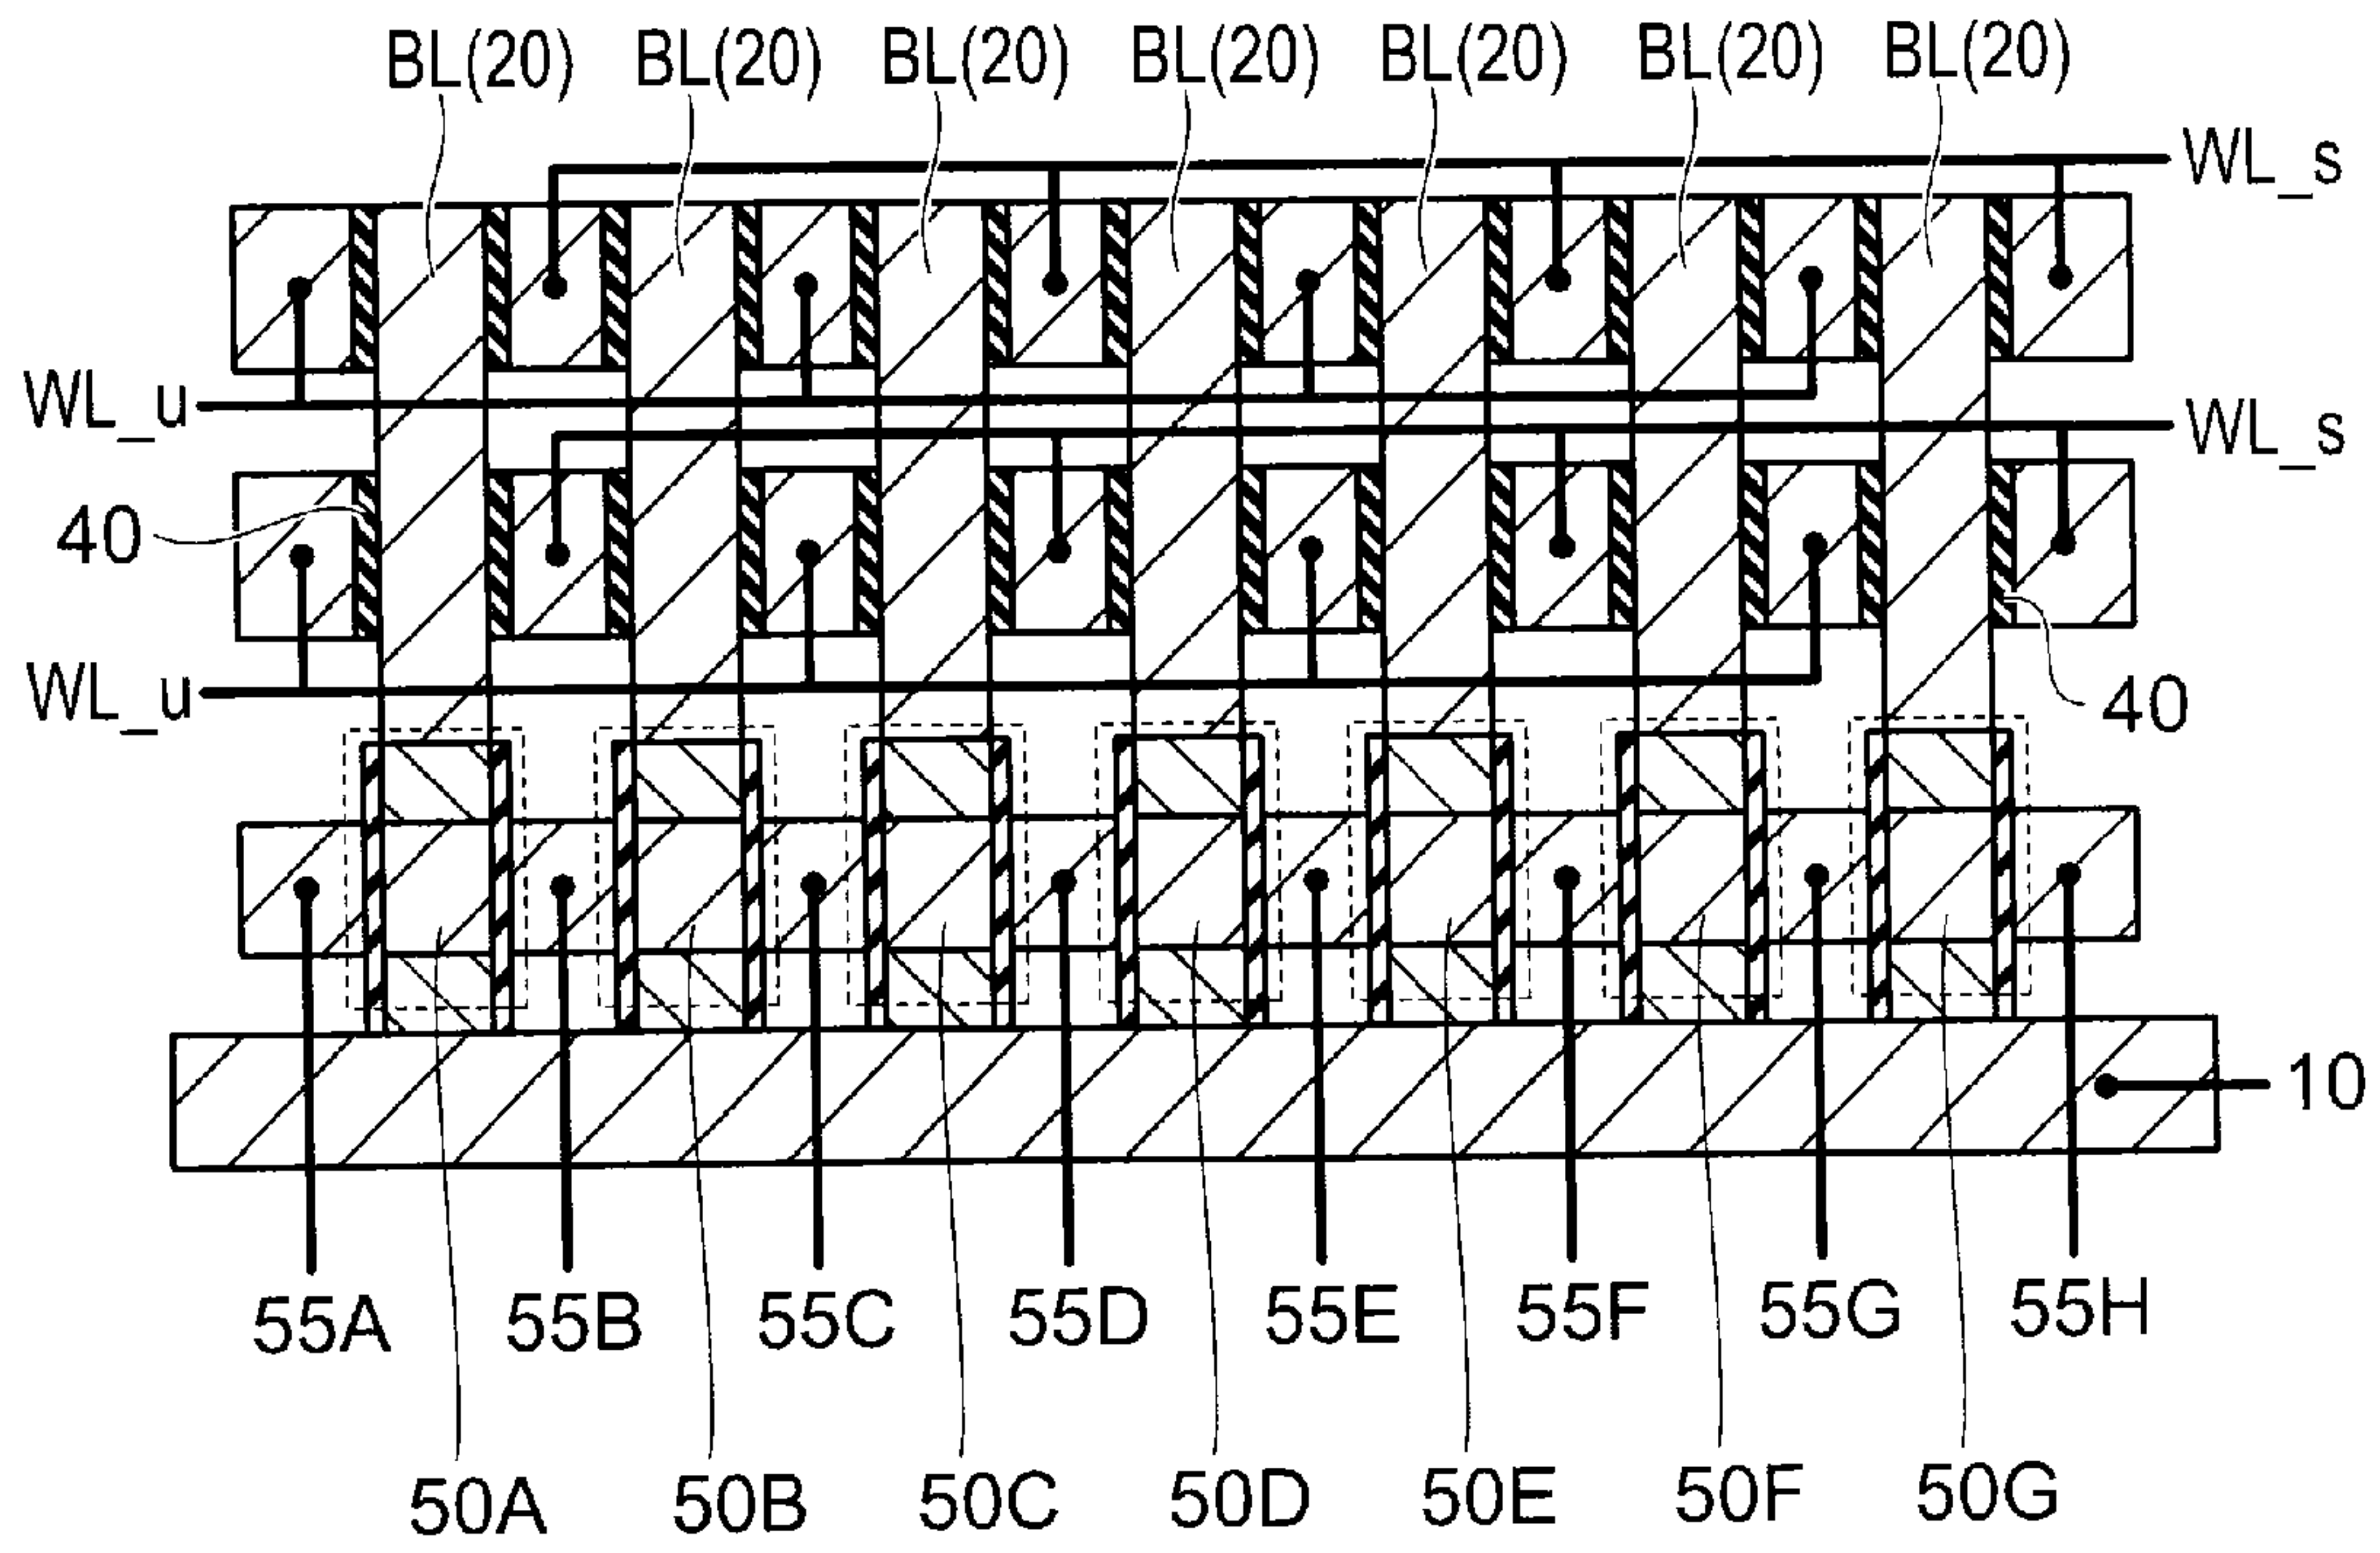 BL(20) BL(20) BL(20) BL(20) BL(20) BL(20) BL(20)
WL_s
WL_u
WL_s
40
WL_u
40
10
55A 55B 55C 55D 55E 55F 55G 55H
50A 50B 50C 50D 50E 50F 50G